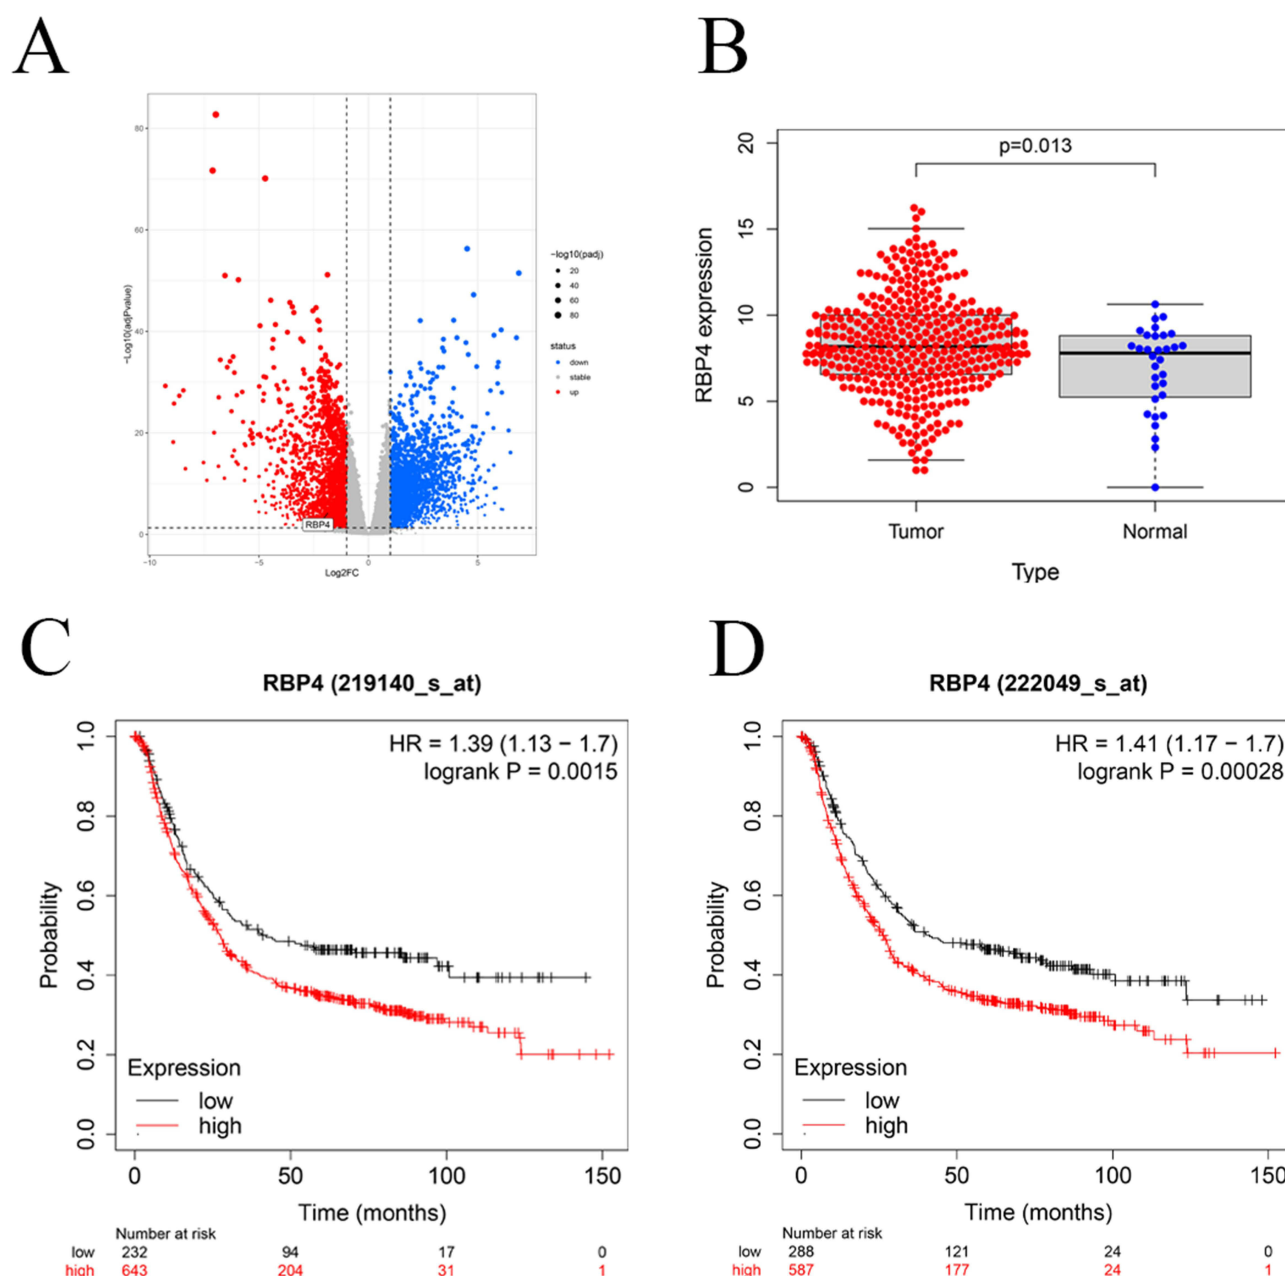 A
80
60
40
20
0
−Log10(adjPvalue)
RBP4
−10
−5
0
5
Log2FC
−log10(padj)
20
40
60
80
status
down
stable
up
B
20
15
10
5
0
RBP4 expression
p=0.013
Tumor
Normal
Type
C
RBP4 (219140_s_at)
HR = 1.39 (1.13 − 1.7)
logrank P = 0.0015
1.0
0.8
0.6
0.4
0.2
0.0
Probability
Expression
low
high
0
50
100
150
Time (months)
Number at risk
low 232 94 17 0
high 643 204 31 1
D
RBP4 (222049_s_at)
HR = 1.41 (1.17 − 1.7)
logrank P = 0.00028
1.0
0.8
0.6
0.4
0.2
0.0
Probability
Expression
low
high
0
50
100
150
Time (months)
Number at risk
low 288 121 24 0
high 587 177 24 1